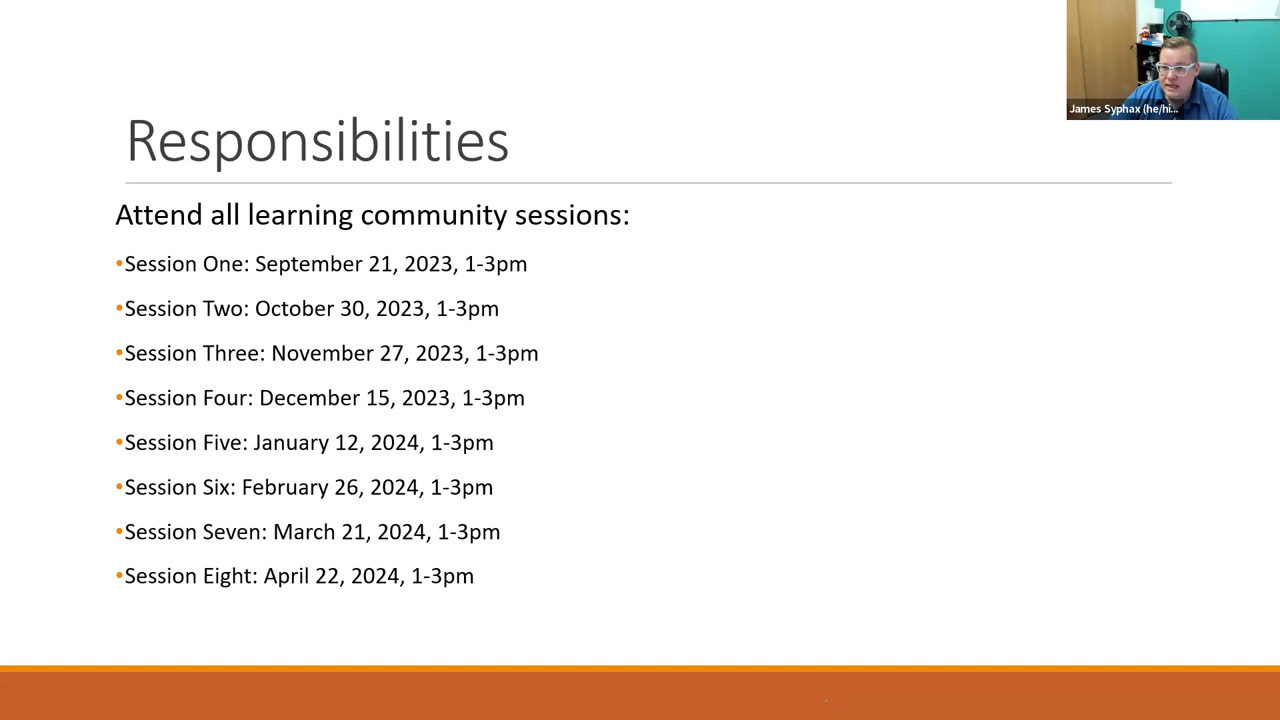 James Syphax (he/hi...
Responsibilities
Attend all learning community sessions:
•Session One: September 21, 2023, 1-3pm
•Session Two: October 30, 2023, 1-3pm
•Session Three: November 27, 2023, 1-3pm
•Session Four: December 15, 2023, 1-3pm
•Session Five: January 12, 2024, 1-3pm
•Session Six: February 26, 2024, 1-3pm
•Session Seven: March 21, 2024, 1-3pm
•Session Eight: April 22, 2024, 1-3pm